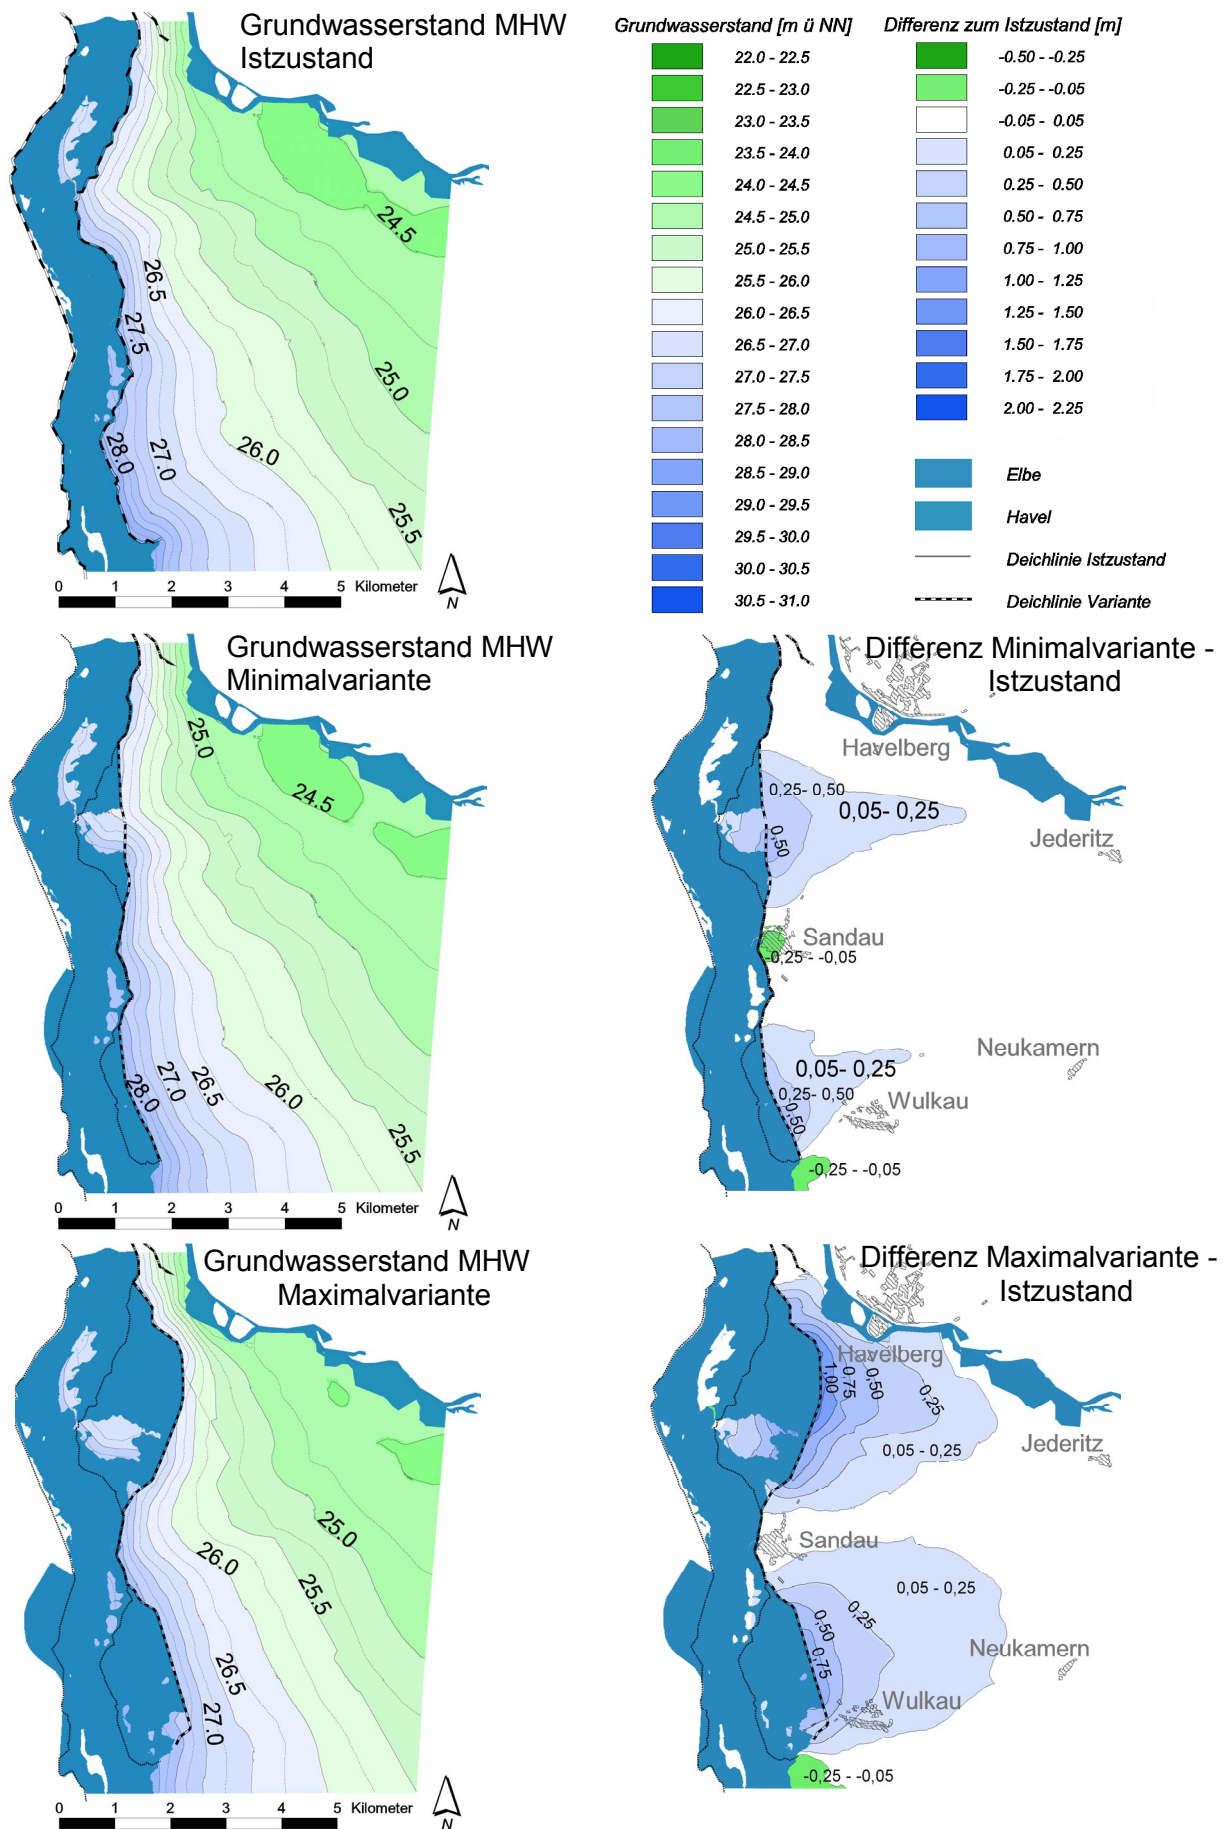 Grundwasserstand MHW
Istzustand
24.5
26.5
27.5
25.0
28.0
27.0
26.0
25.5
0 1 2 3 4 5 Kilometer
N
Grundwasserstand [m ü NN]
22.0 - 22.5
22.5 - 23.0
23.0 - 23.5
23.5 - 24.0
24.0 - 24.5
24.5 - 25.0
25.0 - 25.5
25.5 - 26.0
26.0 - 26.5
26.5 - 27.0
27.0 - 27.5
27.5 - 28.0
28.0 - 28.5
28.5 - 29.0
29.0 - 29.5
29.5 - 30.0
30.0 - 30.5
30.5 - 31.0
Differenz zum Istzustand [m]
-0.50 - -0.25
-0.25 - -0.05
-0.05 - 0.05
0.05 - 0.25
0.25 - 0.50
0.50 - 0.75
0.75 - 1.00
1.00 - 1.25
1.25 - 1.50
1.50 - 1.75
1.75 - 2.00
2.00 - 2.25
Elbe
Havel
Deichlinie Istzustand
Deichlinie Variante
Grundwasserstand MHW
Minimalvariante
25.0
24.5
28.0
27.0
26.5
26.0
25.5
0 1 2 3 4 5 Kilometer
N
Differenz Minimalvariante -
Istzustand
Havelberg
0,25- 0,50
0,05- 0,25
0,50
Jederitz
Sandau
-0,25 - -0,05
Neukamern
0,05- 0,25
0,25- 0,50
Wulkau
0,50
-0,25 - -0,05
Grundwasserstand MHW
Maximalvariante
25.0
26.0
25.5
26.5
27.0
0 1 2 3 4 5 Kilometer
N
Differenz Maximalvariante -
Istzustand
Havelberg
1,00
0,75
0,50
0,25
0,05 - 0,25
Jederitz
Sandau
0,05 - 0,25
0,25
0,50
0,75
Neukamern
Wulkau
-0,25 - -0,05